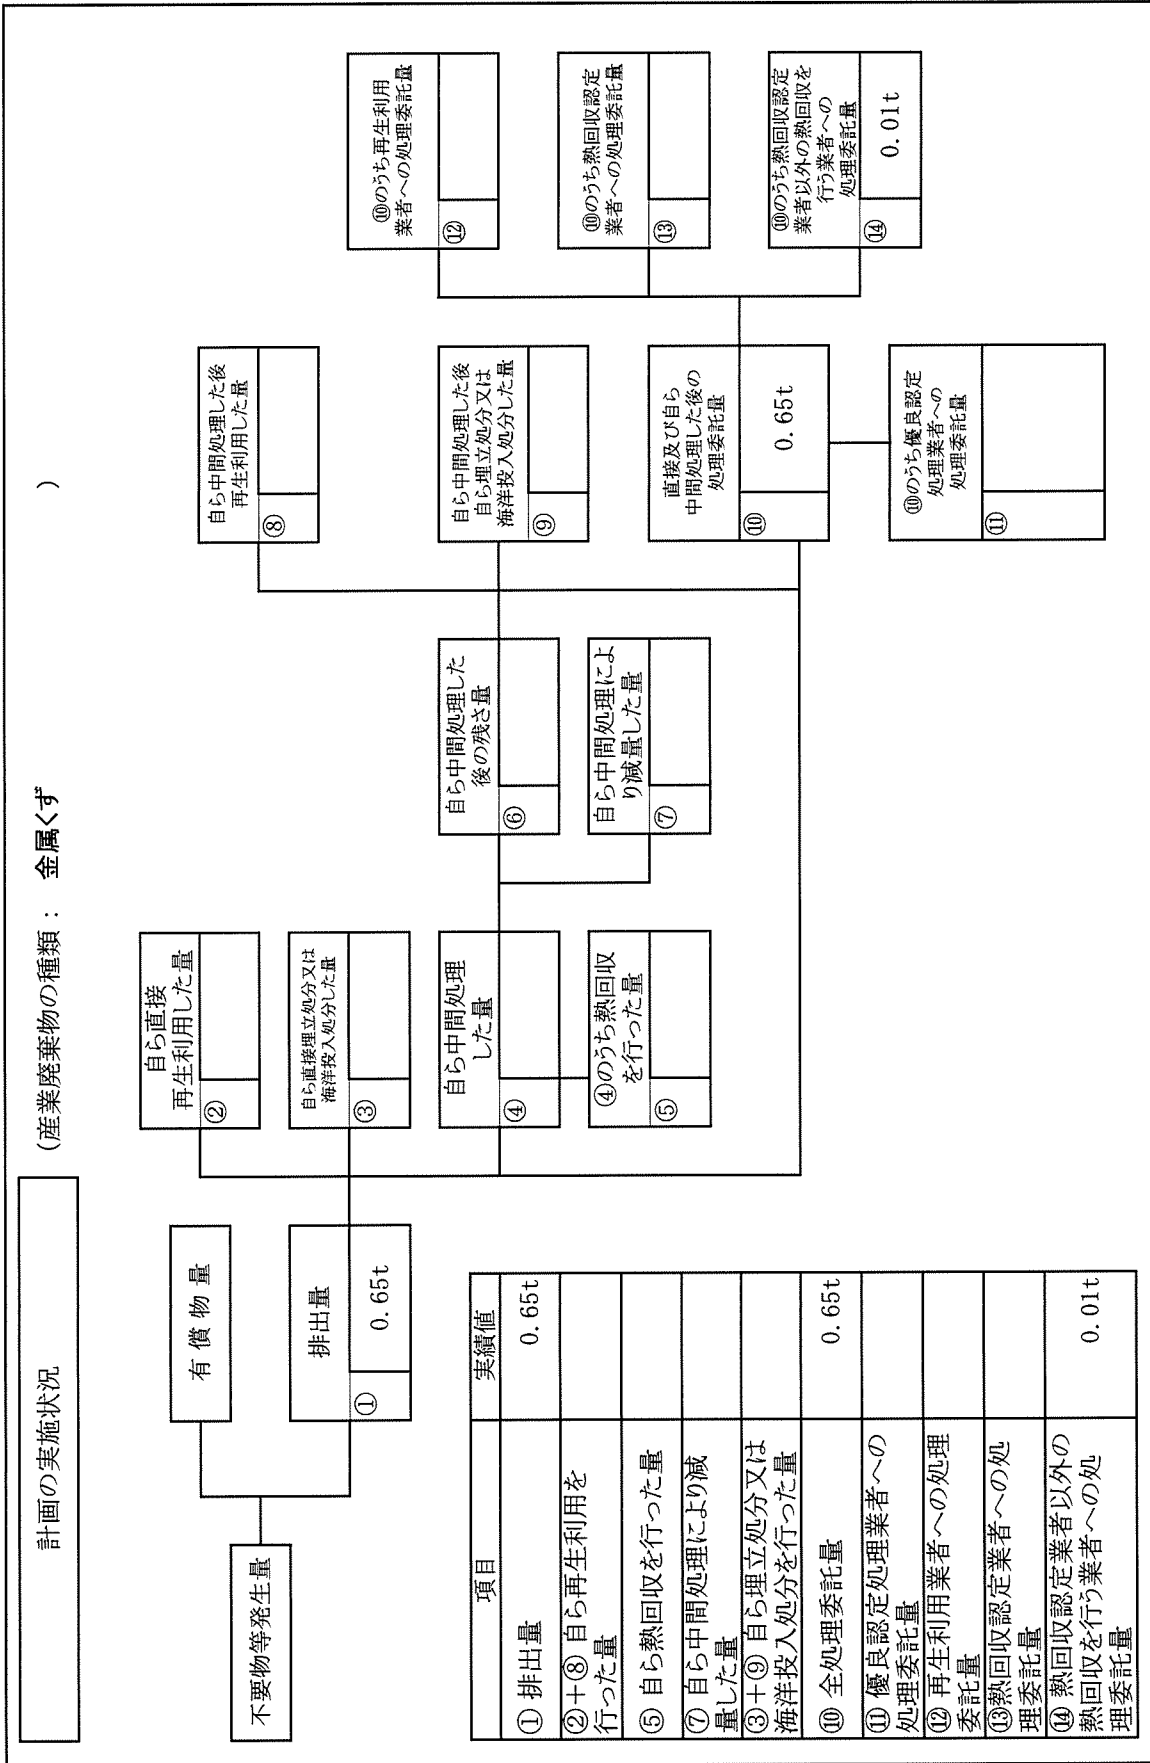 計画の実施状況
(産業廃棄物の種類： 金属くず )
不要物等発生量
有 償 物 量
排出量
① 0.65t
自ら直接
再生利用した量
②
自ら直接埋立処分又は
海洋投入処分した量
③
自ら中間処理
した量
④
④のうち熱回収
を行った量
⑤
自ら中間処理した
後の残さ量
⑥
自ら中間処理によ
り減量した量
⑦
自ら中間処理した後
再生利用した量
⑧
自ら中間処理した後
自ら埋立処分又は
海洋投入処分した量
⑨
直接及び自ら
中間処理した後の
処理委託量
⑩ 0.65t
⑩のうち優良認定
処理業者への
処理委託量
⑪
⑩のうち再生利用
業者への処理委託量
⑫
⑩のうち熱回収認定
業者への処理委託量
⑬
⑩のうち熱回収認定
業者以外の熱回収を
行う業者への
処理委託量
⑭ 0.01t
項目 実績値
① 排出量 0.65t
②+⑧ 自ら再生利用を
行った量
⑤ 自ら熱回収を行った量
⑦ 自ら中間処理により減
量した量
③+⑨ 自ら埋立処分又は
海洋投入処分を行った量
⑩ 全処理委託量 0.65t
⑪ 優良認定処理業者への
処理委託量
⑫ 再生利用業者への処理
委託量
⑬熱回収認定業者への処
理委託量
⑭ 熱回収認定業者以外の
熱回収を行う業者への処
理委託量 0.01t